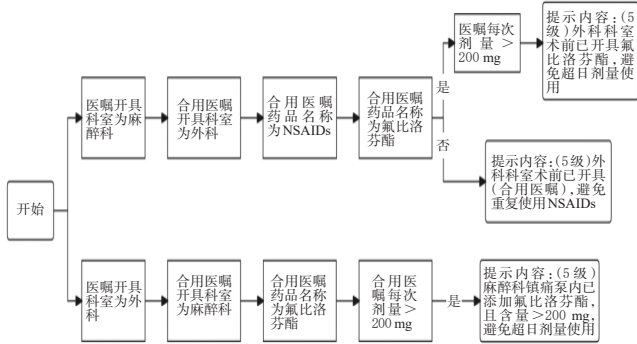 开始
医嘱开具
科室为麻
醉科
合用医嘱
开具科室
为外科
合用医嘱
药品名称
为NSAIDs
合用医嘱
药品名称
为氟比洛
芬酯
是
医嘱每次
剂量＞
200 mg
提示内容:(5
级)外科科室
术前已开具氟
比洛芬酯,避
免超日剂量使
用
否
提示内容:(5级)外
科科室术前已开具
(合用医嘱),避免
重复使用NSAIDs
医嘱开具
科室为外
科
合用医嘱
开具科室
为麻醉科
合用医嘱
药品名称
为氟比洛
芬酯
合用医
嘱每次
剂量＞
200 mg
是
提示内容:(5级)
麻醉科镇痛泵内已
添加氟比洛芬酯,
且含量＞200 mg,
避免超日剂量使用